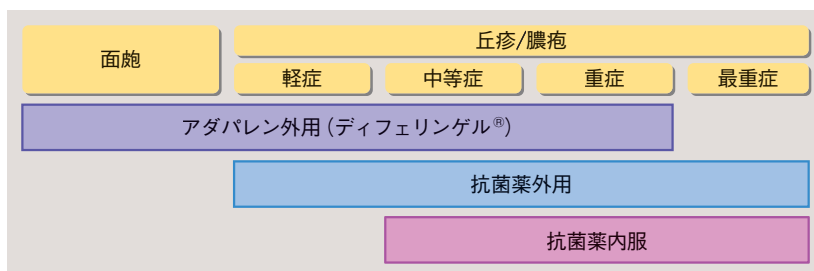 面皰
丘疹/膿疱
軽症
中等症
重症
最重症
アダパレン外用（ディフェリンゲル®）
抗菌薬外用
抗菌薬内服